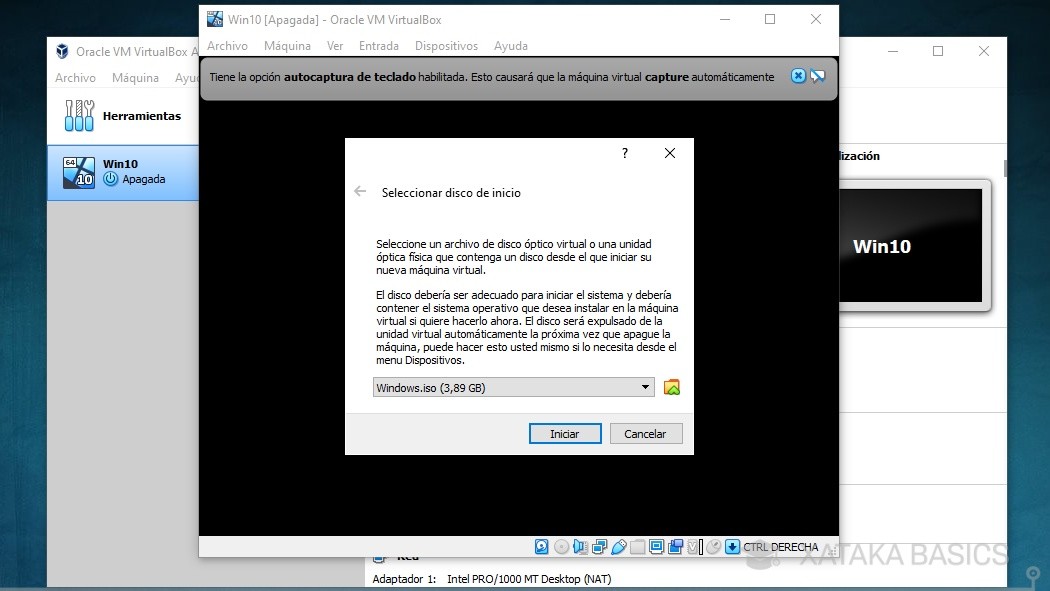 Win10 [Apagada] - Oracle VM VirtualBox
Archivo Máquina Ver Entrada Dispositivos Ayuda
Oracle VM VirtualBox
Archivo Máquina
Tiene la opción autocaptura de teclado habilitada. Esto causará que la máquina virtual capture automáticamente
Herramientas
64
10
Win10
Apagada
?
Seleccionar disco de inicio
Seleccione un archivo de disco óptico virtual o una unidad
óptica física que contenga un disco desde el que iniciar su
nueva máquina virtual.
El disco debería ser adecuado para iniciar el sistema y debería
contener el sistema operativo que desea instalar en la máquina
virtual si quiere hacerlo ahora. El disco será expulsado de la
unidad virtual automáticamente la próxima vez que apague la
máquina, puede hacer esto usted mismo si lo necesita desde el
menu Dispositivos.
Windows.iso (3,89 GB)
Iniciar Cancelar
Win10
CTRL DERECHA
Red
Adaptador 1: Intel PRO/1000 MT Desktop (NAT)
XATAKA BASICS